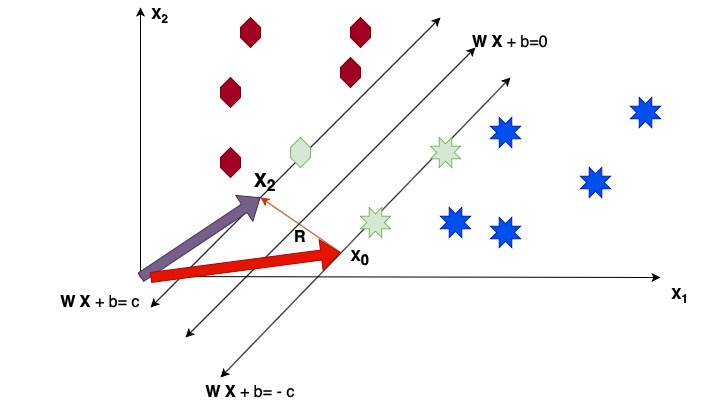 x₂
W X + b=0
X₂
R
x₀
W X + b= c
x₁
W X + b= - c